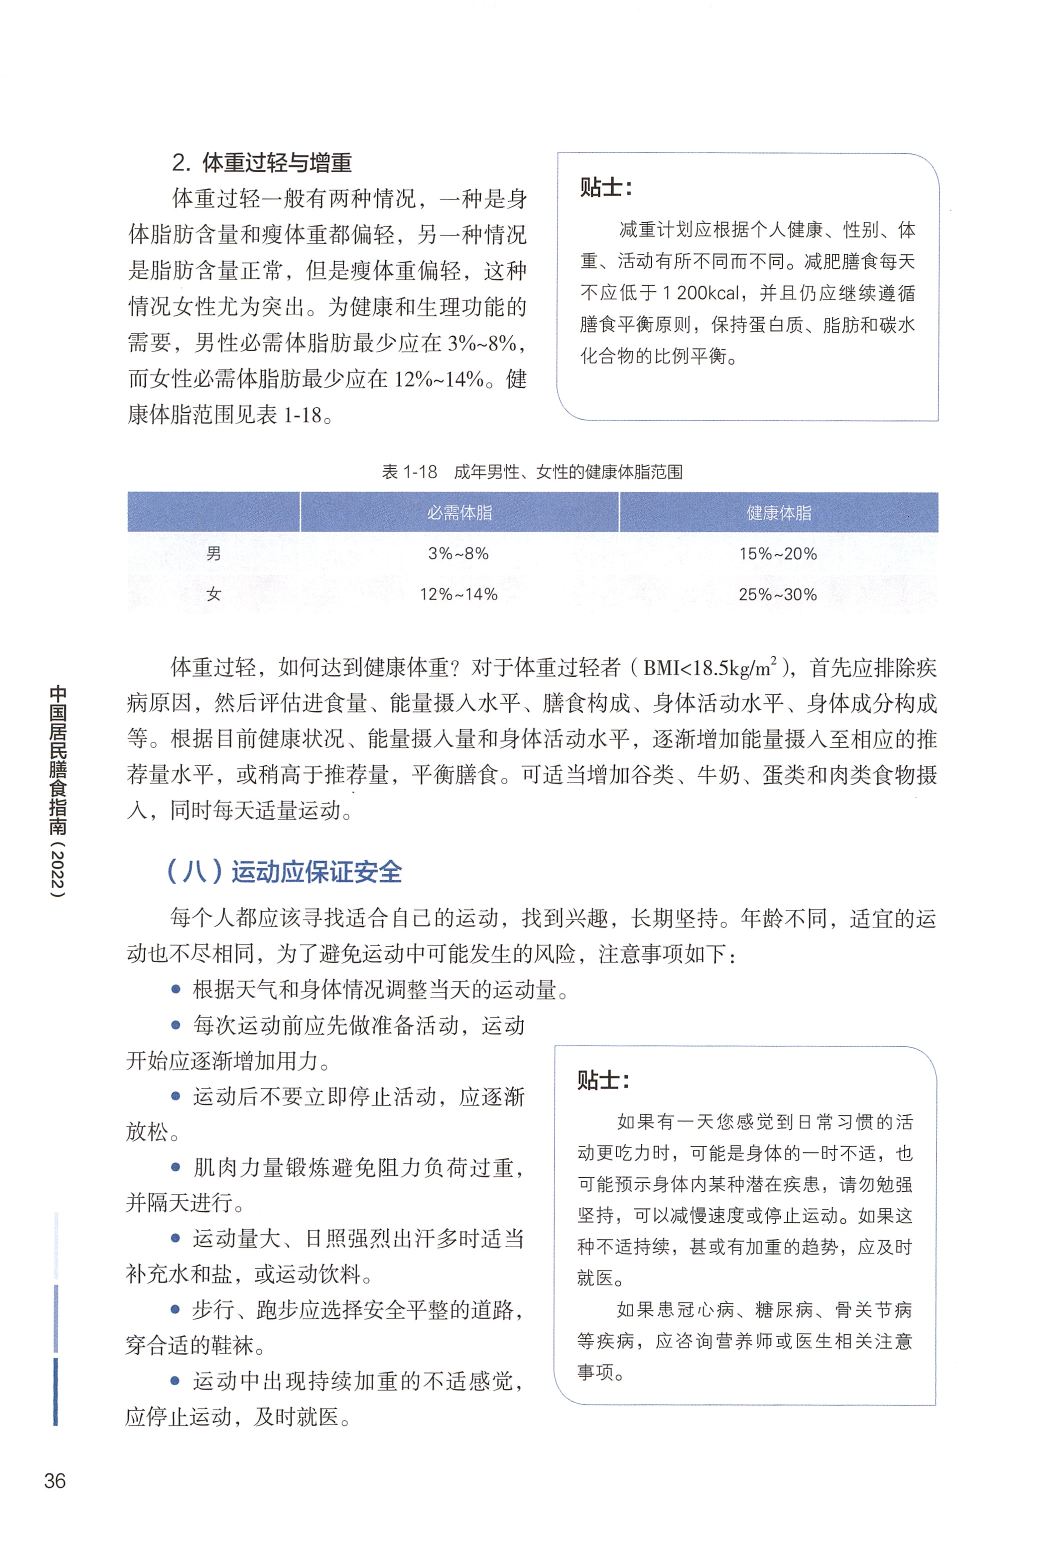 2. 体重过轻与增重
体重过轻一般有两种情况，一种是身
体脂肪含量和瘦体重都偏轻，另一种情况
是脂肪含量正常，但是瘦体重偏轻，这种
情况女性尤为突出。为健康和生理功能的
需要，男性必需体脂肪最少应在 3%~8%，
而女性必需体脂肪最少应在 12%~14%。健
康体脂范围见表 1-18。
贴士：
减重计划应根据个人健康、性别、体
重、活动有所不同而不同。减肥膳食每天
不应低于 1 200kcal，并且仍应继续遵循
膳食平衡原则，保持蛋白质、脂肪和碳水
化合物的比例平衡。
表 1-18 成年男性、女性的健康体脂范围
必需体脂 健康体脂
男 3%~8% 15%~20%
女 12%~14% 25%~30%
体重过轻，如何达到健康体重？对于体重过轻者（BMI<18.5kg/m²），首先应排除疾
病原因，然后评估进食量、能量摄入水平、膳食构成、身体活动水平、身体成分构成
等。根据目前健康状况、能量摄入量和身体活动水平，逐渐增加能量摄入至相应的推
荐量水平，或稍高于推荐量，平衡膳食。可适当增加谷类、牛奶、蛋类和肉类食物摄
入，同时每天适量运动。
（八）运动应保证安全
每个人都应该寻找适合自己的运动，找到兴趣，长期坚持。年龄不同，适宜的运
动也不尽相同，为了避免运动中可能发生的风险，注意事项如下：
● 根据天气和身体情况调整当天的运动量。
● 每次运动前应先做准备活动，运动
开始应逐渐增加用力。
● 运动后不要立即停止活动，应逐渐
放松。
● 肌肉力量锻炼避免阻力负荷过重，
并隔天进行。
● 运动量大、日照强烈出汗多时适当
补充水和盐，或运动饮料。
● 步行、跑步应选择安全平整的道路，
穿合适的鞋袜。
● 运动中出现持续加重的不适感觉，
应停止运动，及时就医。
贴士：
如果有一天您感觉到日常习惯的活
动更吃力时，可能是身体的一时不适，也
可能预示身体内某种潜在疾患，请勿勉强
坚持，可以减慢速度或停止运动。如果这
种不适持续，甚或有加重的趋势，应及时
就医。
如果患冠心病、糖尿病、骨关节病
等疾病，应咨询营养师或医生相关注意
事项。
中国居民膳食指南（2022）
36